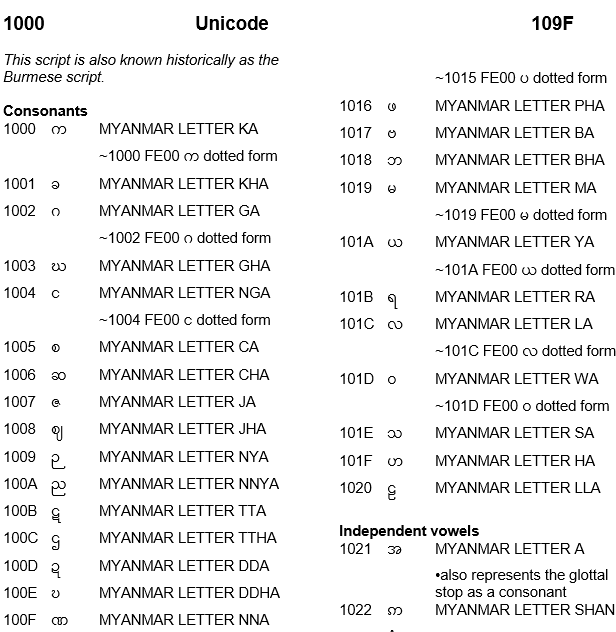 1000 Unicode 109F
This script is also known historically as the
Burmese script.
Consonants
1000 က MYANMAR LETTER KA
~1000 FE00 က dotted form
1001 ခ MYANMAR LETTER KHA
1002 ဂ MYANMAR LETTER GA
~1002 FE00 ဂ dotted form
1003 ဃ MYANMAR LETTER GHA
1004 င MYANMAR LETTER NGA
~1004 FE00 င dotted form
1005 စ MYANMAR LETTER CA
1006 ဆ MYANMAR LETTER CHA
1007 ဇ MYANMAR LETTER JA
1008 ဈ MYANMAR LETTER JHA
1009 ဉ MYANMAR LETTER NYA
100A ည MYANMAR LETTER NNYA
100B ဋ MYANMAR LETTER TTA
100C ဌ MYANMAR LETTER TTHA
100D ဍ MYANMAR LETTER DDA
100E ဎ MYANMAR LETTER DDHA
100F ဏ MYANMAR LETTER NNA
~1015 FE00 ပ dotted form
1016 ဖ MYANMAR LETTER PHA
1017 ဗ MYANMAR LETTER BA
1018 ဘ MYANMAR LETTER BHA
1019 မ MYANMAR LETTER MA
~1019 FE00 မ dotted form
101A ယ MYANMAR LETTER YA
~101A FE00 ယ dotted form
101B ရ MYANMAR LETTER RA
101C လ MYANMAR LETTER LA
~101C FE00 လ dotted form
101D ဝ MYANMAR LETTER WA
~101D FE00 ဝ dotted form
101E သ MYANMAR LETTER SA
101F ဟ MYANMAR LETTER HA
1020 ဠ MYANMAR LETTER LLA
Independent vowels
1021 အ MYANMAR LETTER A
•also represents the glottal
stop as a consonant
1022 ဢ MYANMAR LETTER SHAN